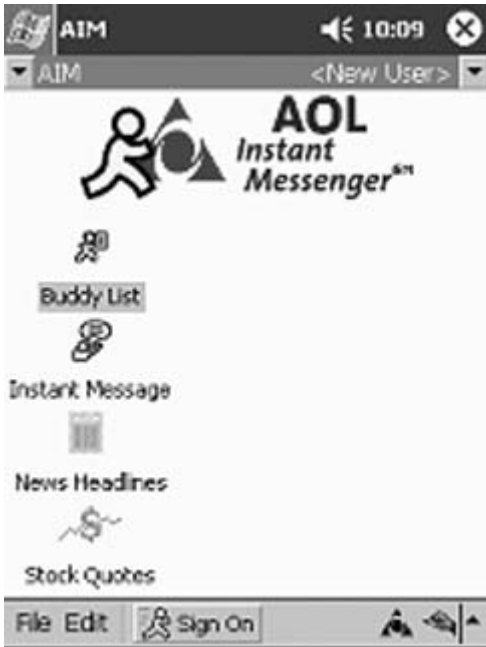 AIM 10:09
AIM <New User>
AOL
Instant
Messenger℠
Buddy List
Instant Message
News Headlines
Stock Quotes
File Edit Sign On